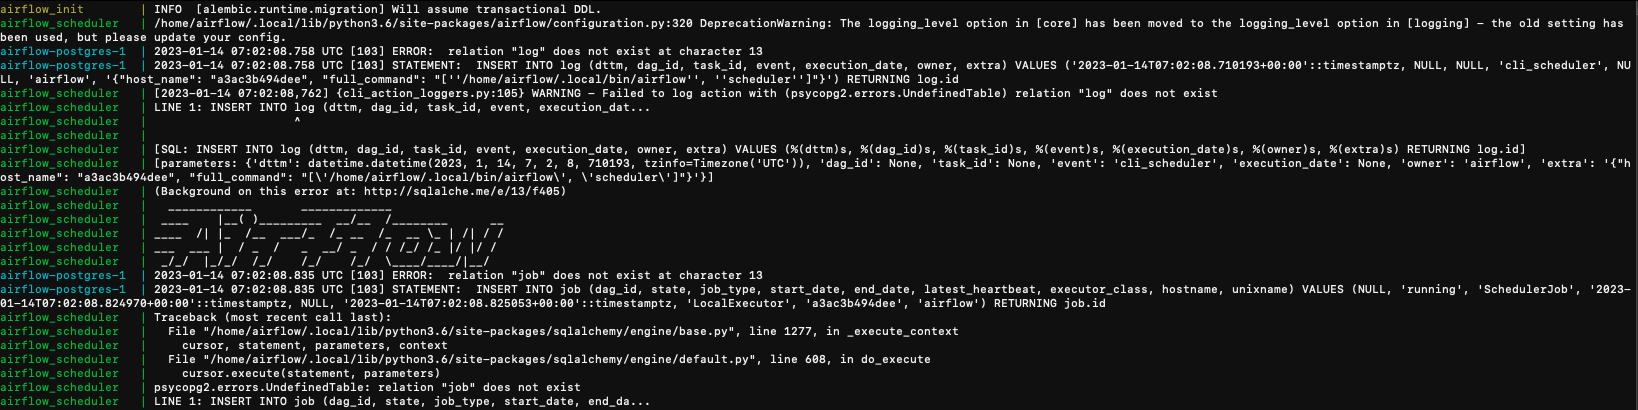 airflow_init       | INFO  [alembic.runtime.migration] Will assume transactional DDL.
airflow_scheduler   | /home/airflow/.local/lib/python3.6/site-packages/airflow/configuration.py:320 DeprecationWarning: The logging_level option in [core] has been moved to the logging_level option in [logging] – the old setting has
been used, but please update your config.
airflow-postgres-1  | 2023-01-14 07:02:08.758 UTC [103] ERROR:  relation "log" does not exist at character 13
airflow-postgres-1  | 2023-01-14 07:02:08.758 UTC [103] STATEMENT:  INSERT INTO log (dttm, dag_id, task_id, event, execution_date, owner, extra) VALUES ('2023-01-14T07:02:08.710193+00:00'::timestamptz, NULL, NULL, 'cli_scheduler', NU
LL, 'airflow', '{"host_name": "a3ac3b494dee", "full_command": "[''/home/airflow/.local/bin/airflow'', ''scheduler'']"}') RETURNING log.id
airflow_scheduler   | [2023-01-14 07:02:08,762] {cli_action_loggers.py:105} WARNING – Failed to log action with (psycopg2.errors.UndefinedTable) relation "log" does not exist
airflow_scheduler   | LINE 1: INSERT INTO log (dttm, dag_id, task_id, event, execution_dat...
airflow_scheduler   |                     ^
airflow_scheduler   |
airflow_scheduler   | [SQL: INSERT INTO log (dttm, dag_id, task_id, event, execution_date, owner, extra) VALUES (%(dttm)s, %(dag_id)s, %(task_id)s, %(event)s, %(execution_date)s, %(owner)s, %(extra)s) RETURNING log.id]
airflow_scheduler   | [parameters: {'dttm': datetime.datetime(2023, 1, 14, 7, 2, 8, 710193, tzinfo=Timezone('UTC')), 'dag_id': None, 'task_id': None, 'event': 'cli_scheduler', 'execution_date': None, 'owner': 'airflow', 'extra': '{"h
ost_name": "a3ac3b494dee", "full_command": "[\'/home/airflow/.local/bin/airflow\', \'scheduler\']"}'}]
airflow_scheduler   | (Background on this error at: http://sqlalche.me/e/13/f405)
airflow_scheduler   |   ____________       _____________
airflow_scheduler   |  ____    |__( )_________  __/__  /________      __
airflow_scheduler   | ____  /| |_  /__  ___/_  /_ __  /_  __ \_ | /| / /
airflow_scheduler   | ___  ___ |  / _  /   _  __/ _  / / /_/ /_ |/ |/ /
airflow_scheduler   |  _/_/  |_/_/  /_/    /_/    /_/  \____/____/|__/
airflow-postgres-1  | 2023-01-14 07:02:08.835 UTC [103] ERROR:  relation "job" does not exist at character 13
airflow-postgres-1  | 2023-01-14 07:02:08.835 UTC [103] STATEMENT:  INSERT INTO job (dag_id, state, job_type, start_date, end_date, latest_heartbeat, executor_class, hostname, unixname) VALUES (NULL, 'running', 'SchedulerJob', '2023-
01-14T07:02:08.824970+00:00'::timestamptz, NULL, '2023-01-14T07:02:08.825053+00:00'::timestamptz, 'LocalExecutor', 'a3ac3b494dee', 'airflow') RETURNING job.id
airflow_scheduler   | Traceback (most recent call last):
airflow_scheduler   |   File "/home/airflow/.local/lib/python3.6/site-packages/sqlalchemy/engine/base.py", line 1277, in _execute_context
airflow_scheduler   |     cursor, statement, parameters, context
airflow_scheduler   |   File "/home/airflow/.local/lib/python3.6/site-packages/sqlalchemy/engine/default.py", line 608, in do_execute
airflow_scheduler   |     cursor.execute(statement, parameters)
airflow_scheduler   | psycopg2.errors.UndefinedTable: relation "job" does not exist
airflow_scheduler   | LINE 1: INSERT INTO job (dag_id, state, job_type, start_date, end_da...